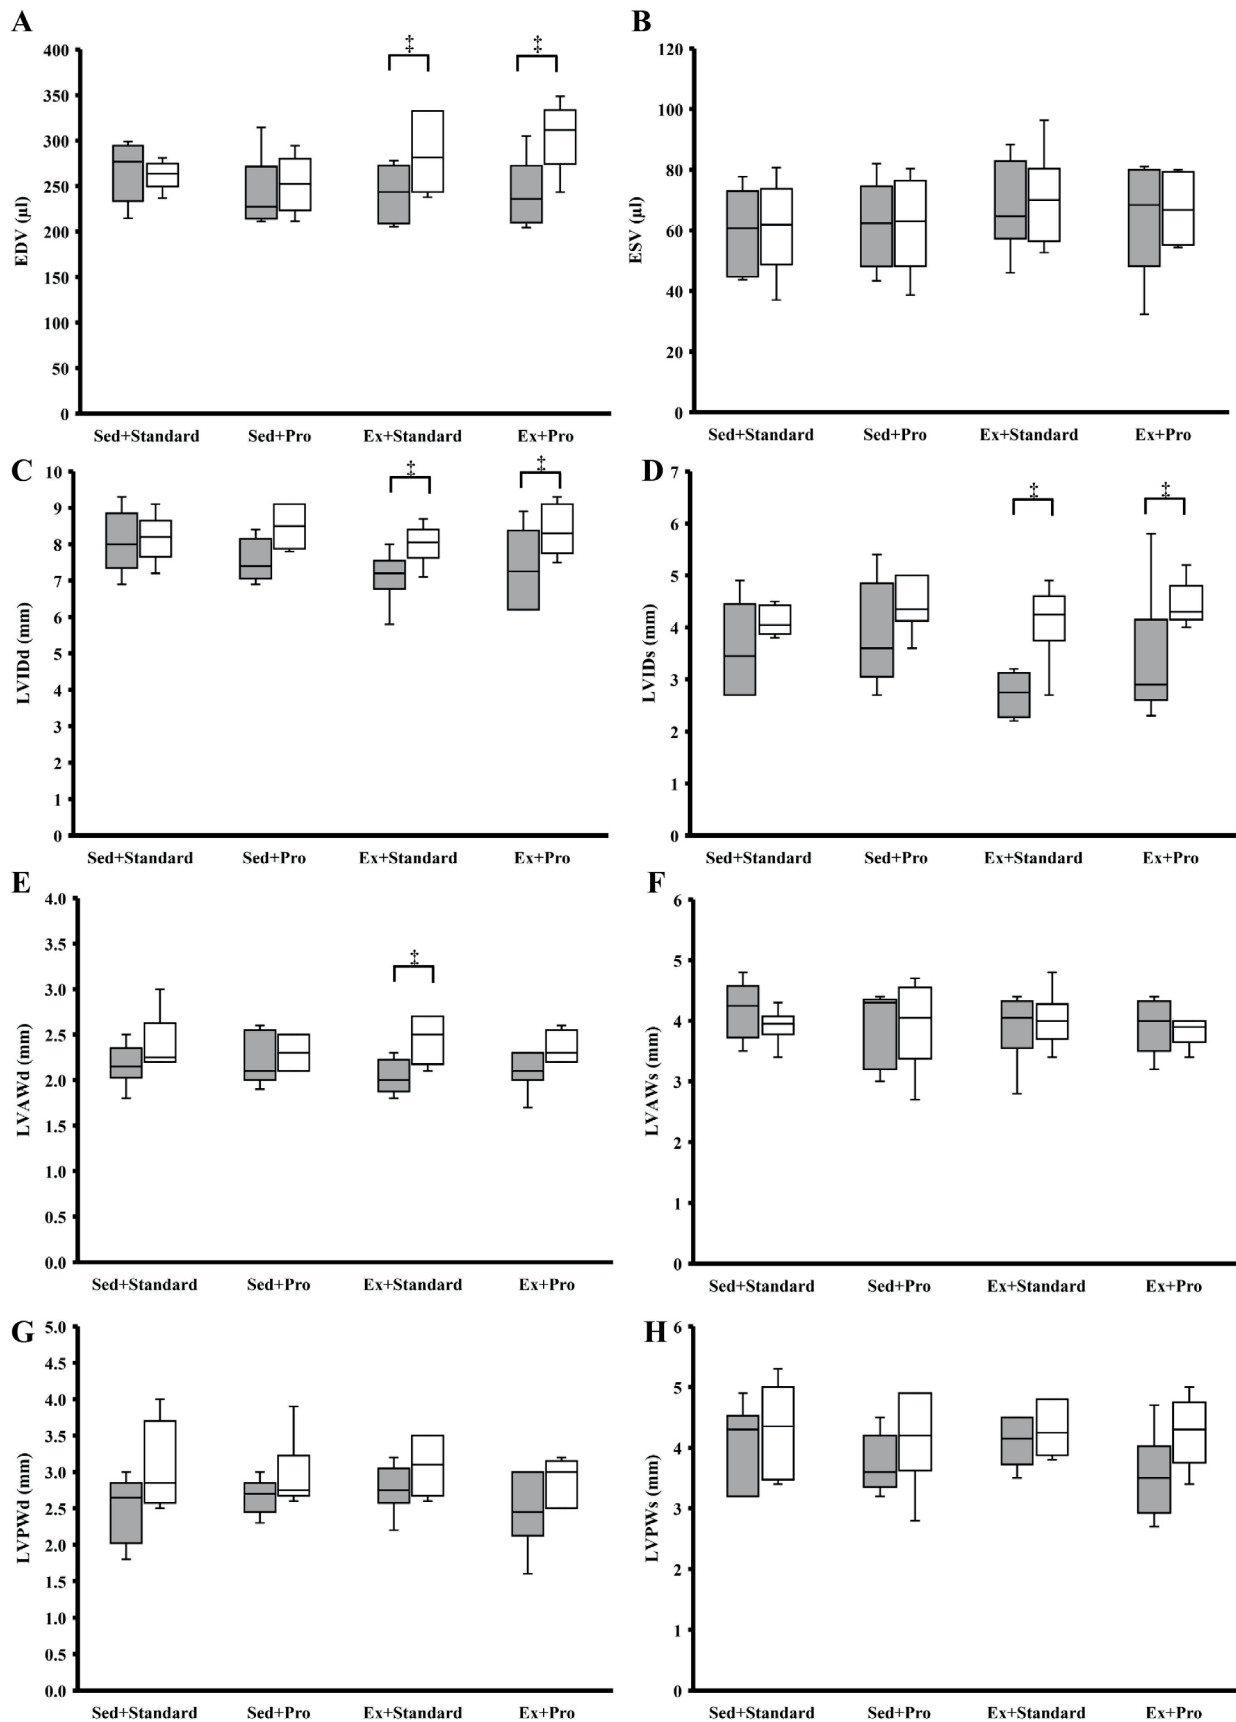 A
B
‡
‡
400
350
300
250
200
150
100
50
0
EDV (µl)
Sed+Standard
Sed+Pro
Ex+Standard
Ex+Pro
120
100
80
60
40
20
0
ESV (µl)
Sed+Standard
Sed+Pro
Ex+Standard
Ex+Pro
C
D
‡
‡
10
9
8
7
6
5
4
3
2
1
0
LVIDd (mm)
Sed+Standard
Sed+Pro
Ex+Standard
Ex+Pro
‡
‡
7
6
5
4
3
2
1
0
LVIDs (mm)
Sed+Standard
Sed+Pro
Ex+Standard
Ex+Pro
E
F
‡
4.0
3.5
3.0
2.5
2.0
1.5
1.0
0.5
0.0
LVAWd (mm)
Sed+Standard
Sed+Pro
Ex+Standard
Ex+Pro
6
5
4
3
2
1
0
LVAWs (mm)
Sed+Standard
Sed+Pro
Ex+Standard
Ex+Pro
G
H
5.0
4.5
4.0
3.5
3.0
2.5
2.0
1.5
1.0
0.5
0.0
LVPWd (mm)
Sed+Standard
Sed+Pro
Ex+Standard
Ex+Pro
6
5
4
3
2
1
0
LVPWs (mm)
Sed+Standard
Sed+Pro
Ex+Standard
Ex+Pro